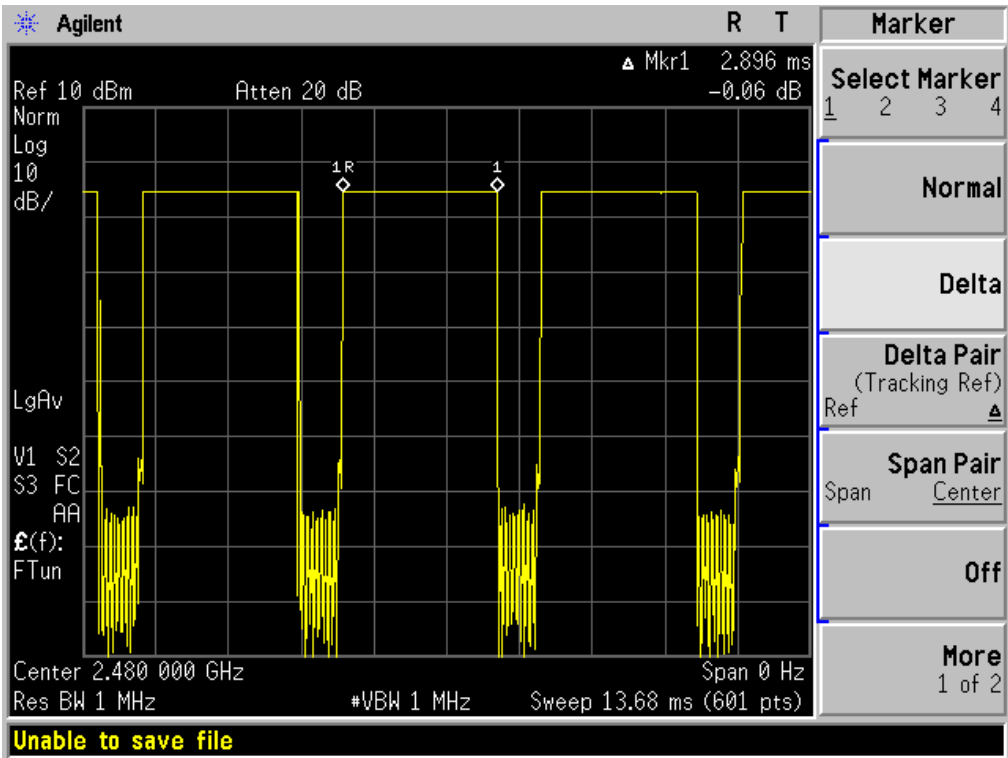 Agilent
R T
Marker
Δ Mkr1 2.896 ms
Ref 10 dBm Atten 20 dB -0.06 dB
Norm
Log
10
dB/
1R
1
LgAv
V1 S2
S3 FC
AA
£(f):
FTun
Center 2.480 000 GHz Span 0 Hz
Res BW 1 MHz #VBW 1 MHz Sweep 13.68 ms (601 pts)
Unable to save file
Select Marker
1 2 3 4
Normal
Delta
Delta Pair
(Tracking Ref)
Ref Δ
Span Pair
Span Center
Off
More
1 of 2